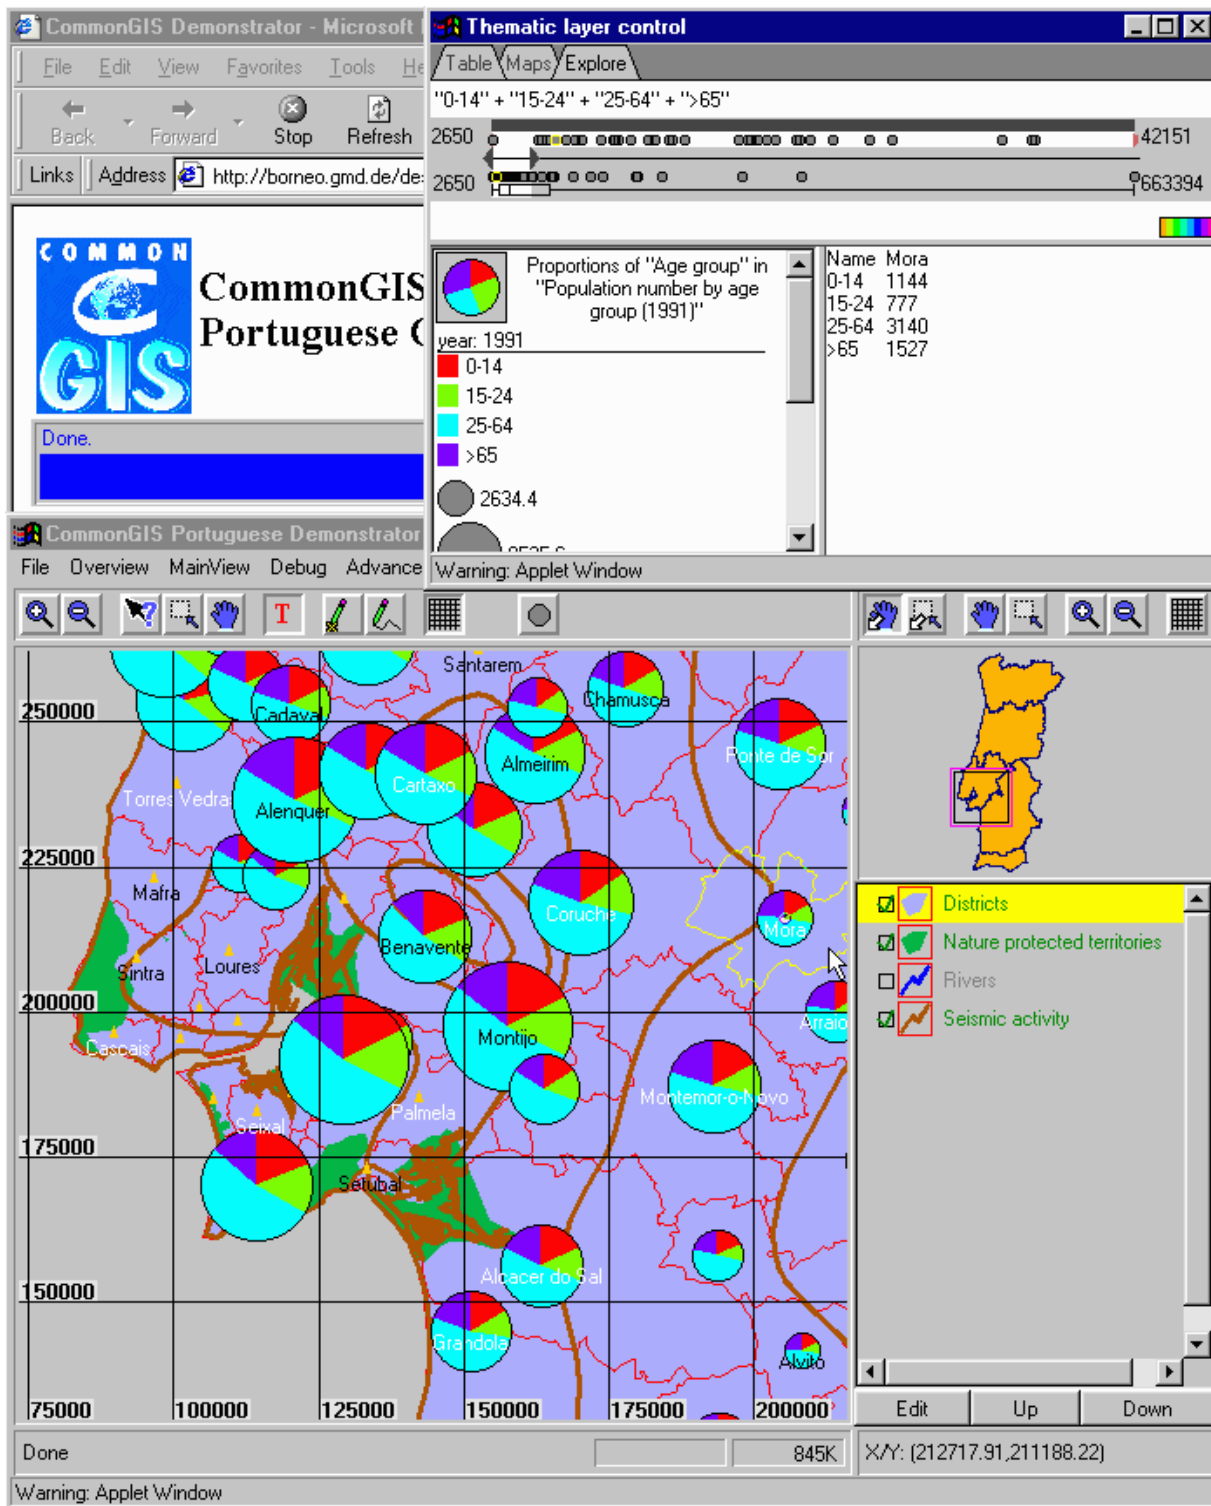 CommonGIS Demonstrator - Microsoft
File Edit View Favorites Tools He
Back Forward Stop Refresh
Links Address http://borneo.gmd.de/de
COMMON
GIS
CommonGIS
Portuguese
Done.
Thematic layer control
Table Maps Explore
"0-14" + "15-24" + "25-64" + ">65"
2650 42151
2650 663394
Proportions of "Age group" in
"Population number by age
group (1991)"
year: 1991
0-14
15-24
25-64
>65
2634.4
Name Mora
0-14 1144
15-24 777
25-64 3140
>65 1527
Warning: Applet Window
CommonGIS Portuguese Demonstrator
File Overview MainView Debug Advance
T
Santarem
Chamusca
250000
Cadaval
Almeirim
Ponte de Sor
Cartaxo
Torres Vedras
Alenquer
225000
Mafra
Coruche
Mora
Benavente
Sintra
Loures
200000
Arraio
Cascais
Montijo
Montemor-o-Novo
Palmela
Seixal
175000
Setubal
Alcacer do Sal
150000
Grandola
Alvito
75000 100000 125000 150000 175000 200000
Districts
Nature protected territories
Rivers
Seismic activity
Edit Up Down
Done 845K X/Y: (212717.91,211188.22)
Warning: Applet Window